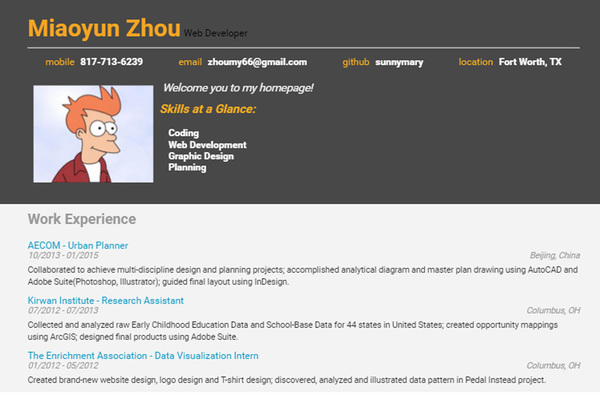 Miaoyun Zhou Web Developer
mobile 817-713-6239 email zhoumy66@gmail.com github sunnymary location Fort Worth, TX
Welcome you to my homepage!
Skills at a Glance:
Coding
Web Development
Graphic Design
Planning
Work Experience
AECOM - Urban Planner
10/2013 - 01/2015 Beijing, China
Collaborated to achieve multi-discipline design and planning projects; accomplished analytical diagram and master plan drawing using AutoCAD and
Adobe Suite(Photoshop, Illustrator); guided final layout using InDesign.
Kirwan Institute - Research Assistant
07/2012 - 07/2013 Columbus, OH
Collected and analyzed raw Early Childhood Education Data and School-Base Data for 44 states in United States; created opportunity mappings
using ArcGIS; designed final products using Adobe Suite.
The Enrichment Association - Data Visualization Intern
01/2012 - 05/2012 Columbus, OH
Created brand-new website design, logo design and T-shirt design; discovered, analyzed and illustrated data pattern in Pedal Instead project.